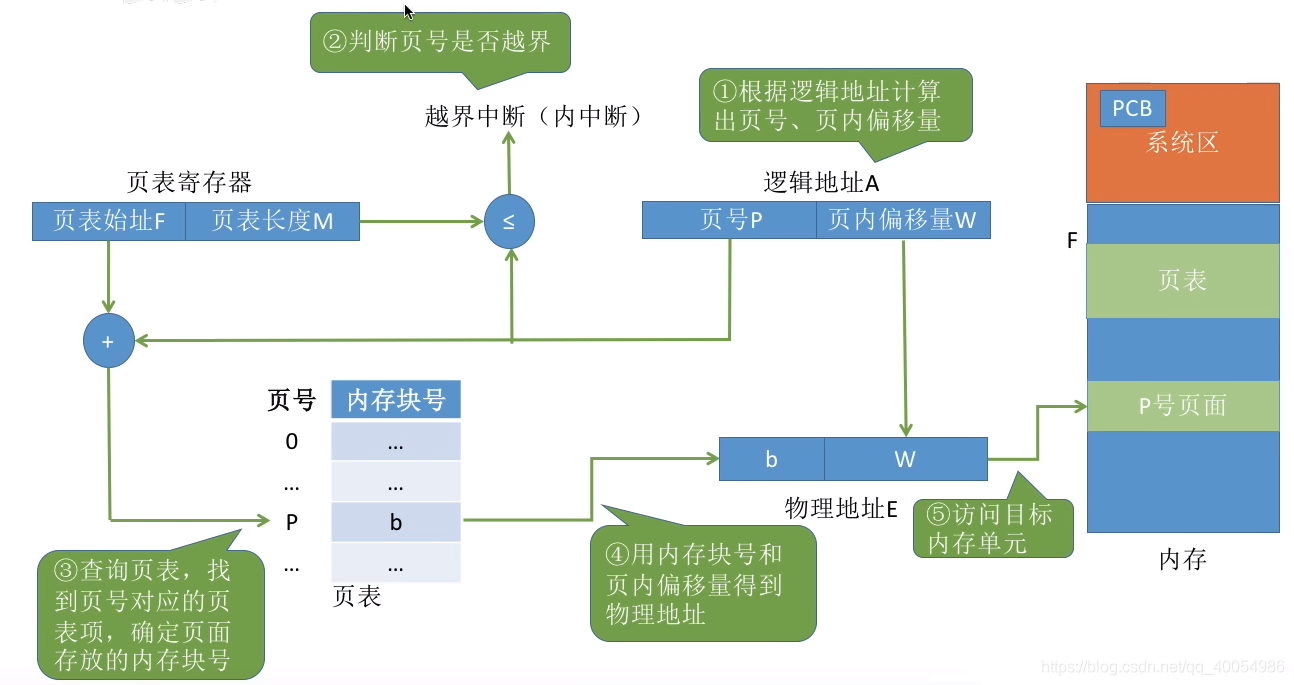 ②判断页号是否越界
①根据逻辑地址计算
出页号、页内偏移量
越界中断（内中断）
PCB
系统区
页表寄存器
逻辑地址A
页表始址F
页表长度M
≤
页号P
页内偏移量W
F
页表
+
P号页面
页号
内存块号
0
...
...
...
P
b
...
...
页表
b
W
物理地址E
⑤访问目标
内存单元
内存
③查询页表，找
到页号对应的页
表项，确定页面
存放的内存块号
④用内存块号和
页内偏移量得到
物理地址
https://blog.csdn.net/qq_40054986